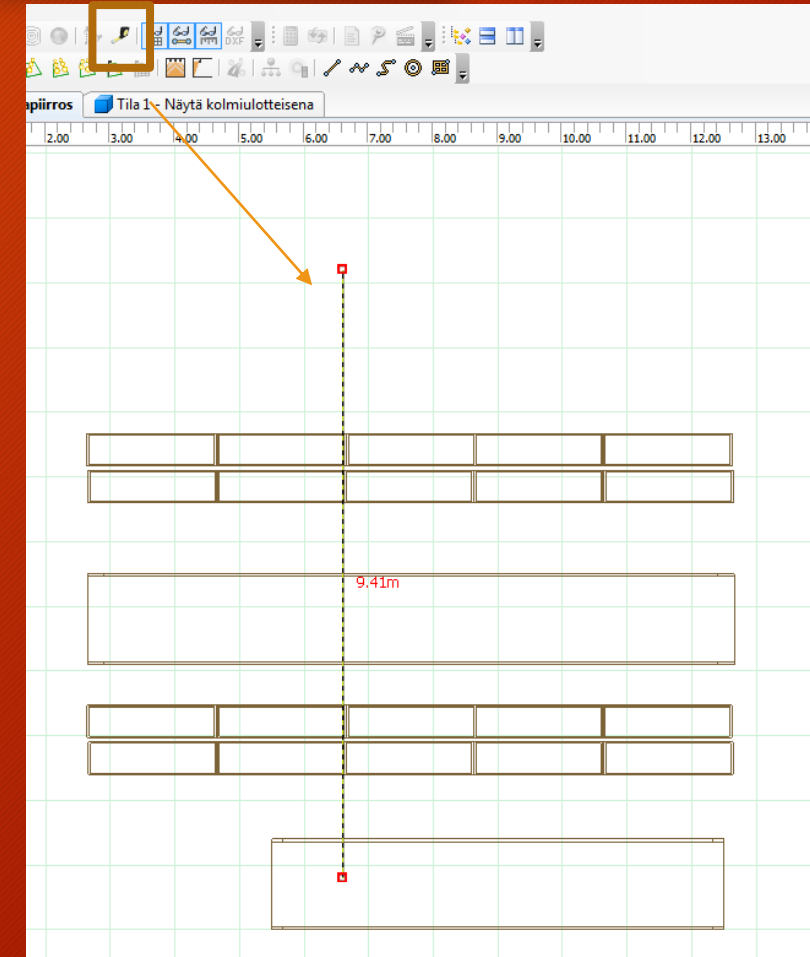 DXF
apiirros
Tila 1 - Näytä kolmiulotteisena
2.00 3.00 4.00 5.00 6.00 7.00 8.00 9.00 10.00 11.00 12.00 13.00
9.41m